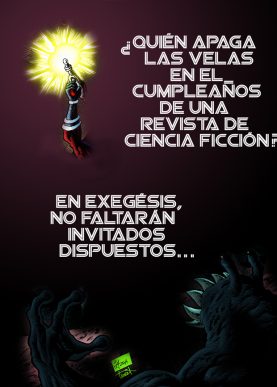 ¿QUIÉN APAGA
LAS VELAS
EN EL
CUMPLEAÑOS
DE UNA
REVISTA DE
CIENCIA FICCIÓN?
EN EXEGÉSIS,
NO FALTARÁN
INVITADOS
DISPUESTOS...